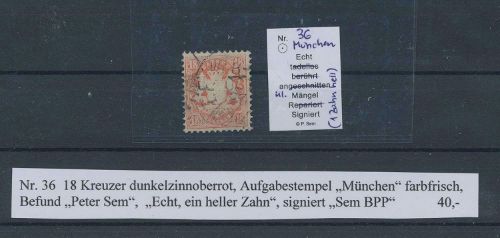 Nr. 36
München
Echt
tadellos
berührt
angeschnitten
kl. Mängel
Repariert
Signiert
© P. Sem
(1 Zahn hell)
Nr. 36 18 Kreuzer dunkelzinnoberrot, Aufgabestempel „München“ farbfrisch,
Befund „Peter Sem“, „Echt, ein heller Zahn“, signiert „Sem BPP“ 40,-